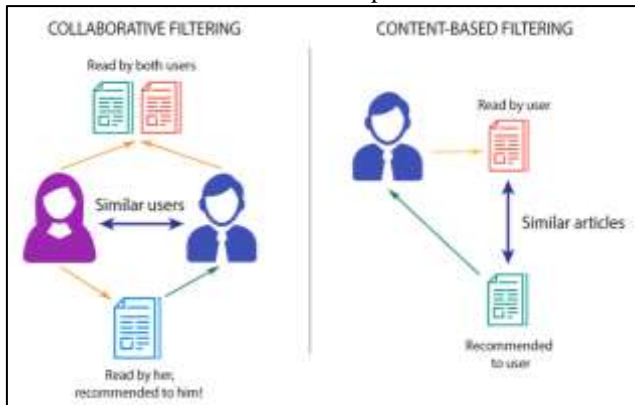 COLLABORATIVE FILTERING
Read by both users
Similar users
Read by her,
recommended to him!
CONTENT-BASED FILTERING
Read by user
Similar articles
Recommended
to user